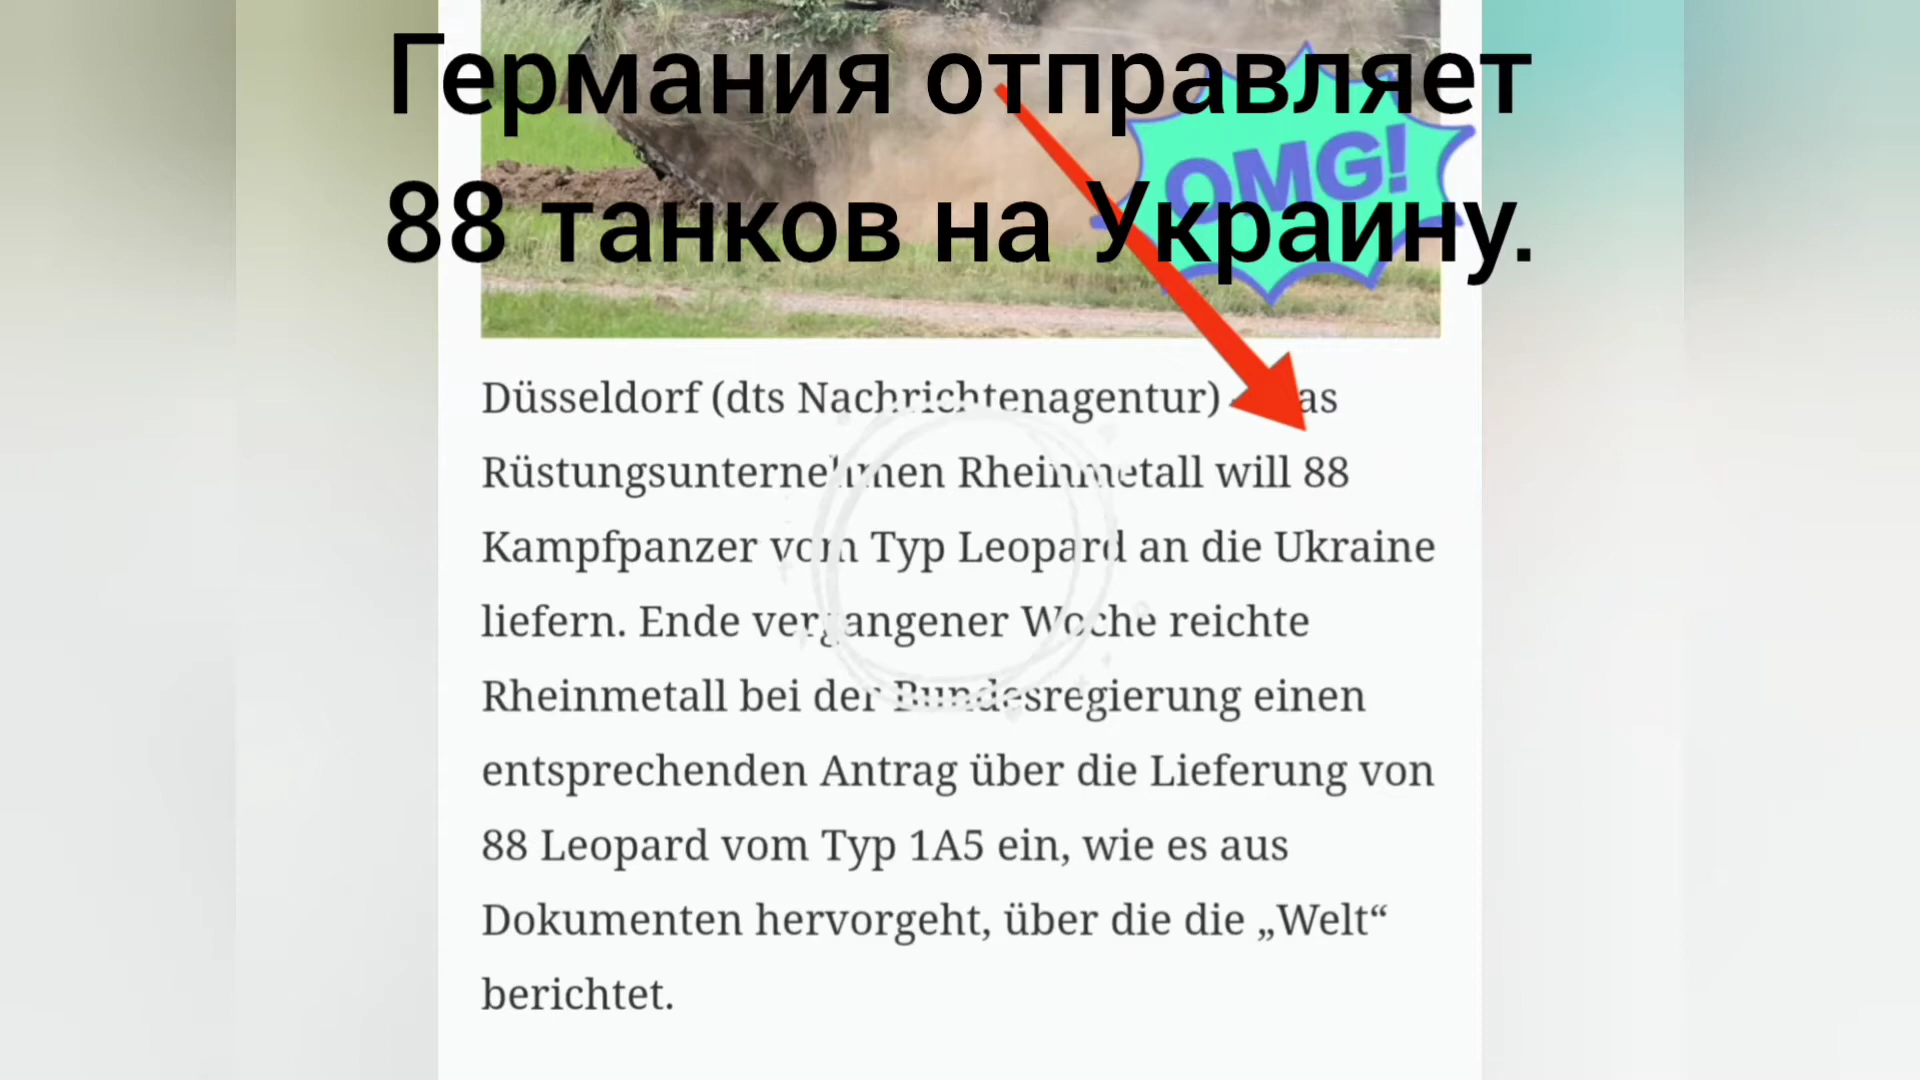 Германия отправляет
OMG!
88 танков на Украину.
Düsseldorf (dts Nachrichtenagentur)
Rüstungsunternehmen Rheinmetall will 88
Kampfpanzer vom Typ Leopard an die Ukraine
liefern. Ende vergangener Woche reichte
Rheinmetall bei der Bundesregierung einen
entsprechenden Antrag über die Lieferung von
88 Leopard vom Typ 1A5 ein, wie es aus
Dokumenten hervorgeht, über die die „Welt“
berichtet.